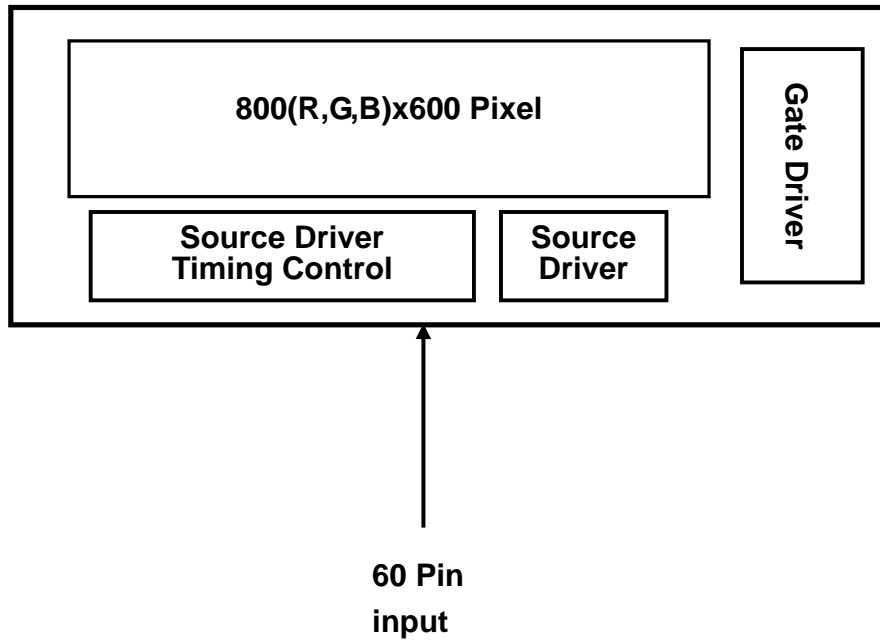 800(R,G,B)x600 Pixel
Gate Driver
Source Driver
Timing Control
Source
Driver
60 Pin
input